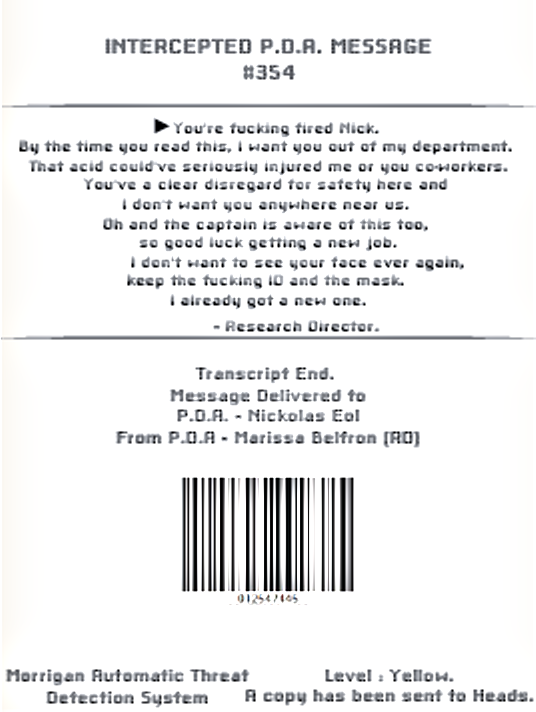 INTERCEPTED P.D.A. MESSAGE
#354
▶You're fucking fired Nick.
By the time you read this, I want you out of my department.
That acid could've seriously injured me or you co-workers.
You've a clear disregard for safety here and
I don't want you anywhere near us.
Oh and the captain is aware of this too,
so good luck getting a new job.
I don't want to see your face ever again,
keep the fucking ID and the mask.
I already got a new one.
- Research Director.
Transcript End.
Message Delivered to
P.D.A. - Nickolas Eol
From P.D.A - Marissa Belfron (RD)
Morrigan Automatic Threat
Detection System
Level : Yellow.
A copy has been sent to Heads.